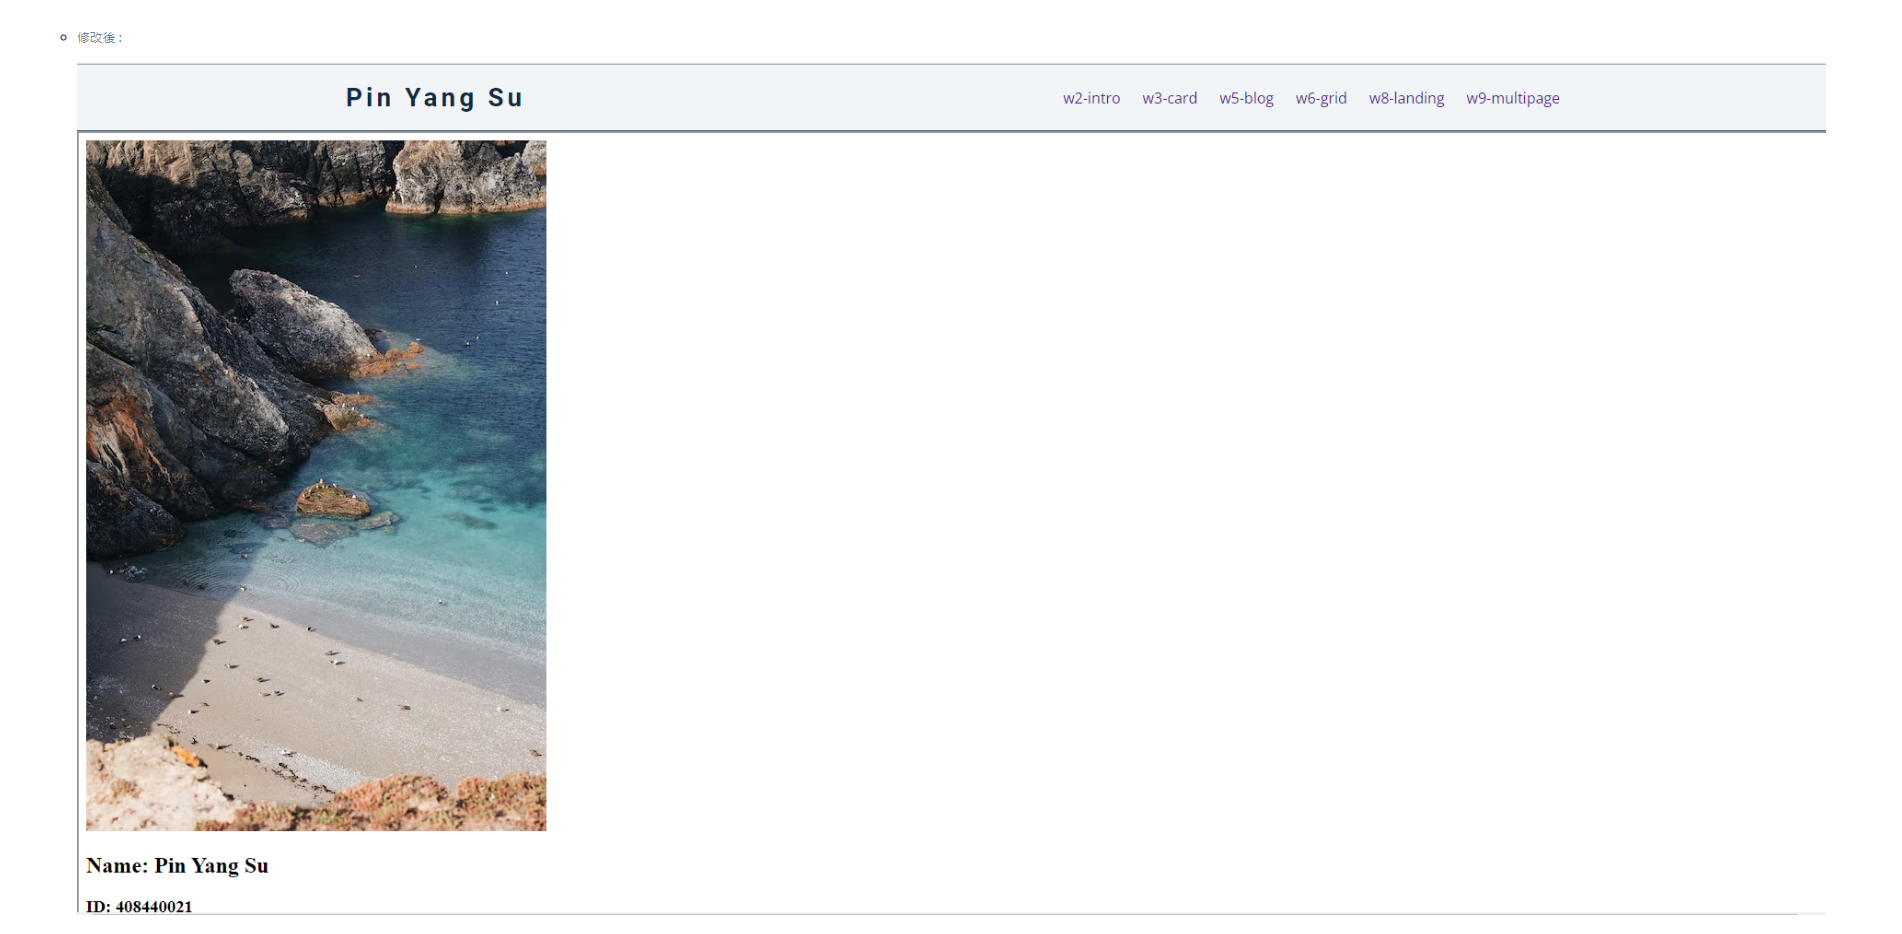 修改後 :
Pin Yang Su
w2-intro w3-card w5-blog w6-grid w8-landing w9-multipage
Name: Pin Yang Su
ID: 408440021